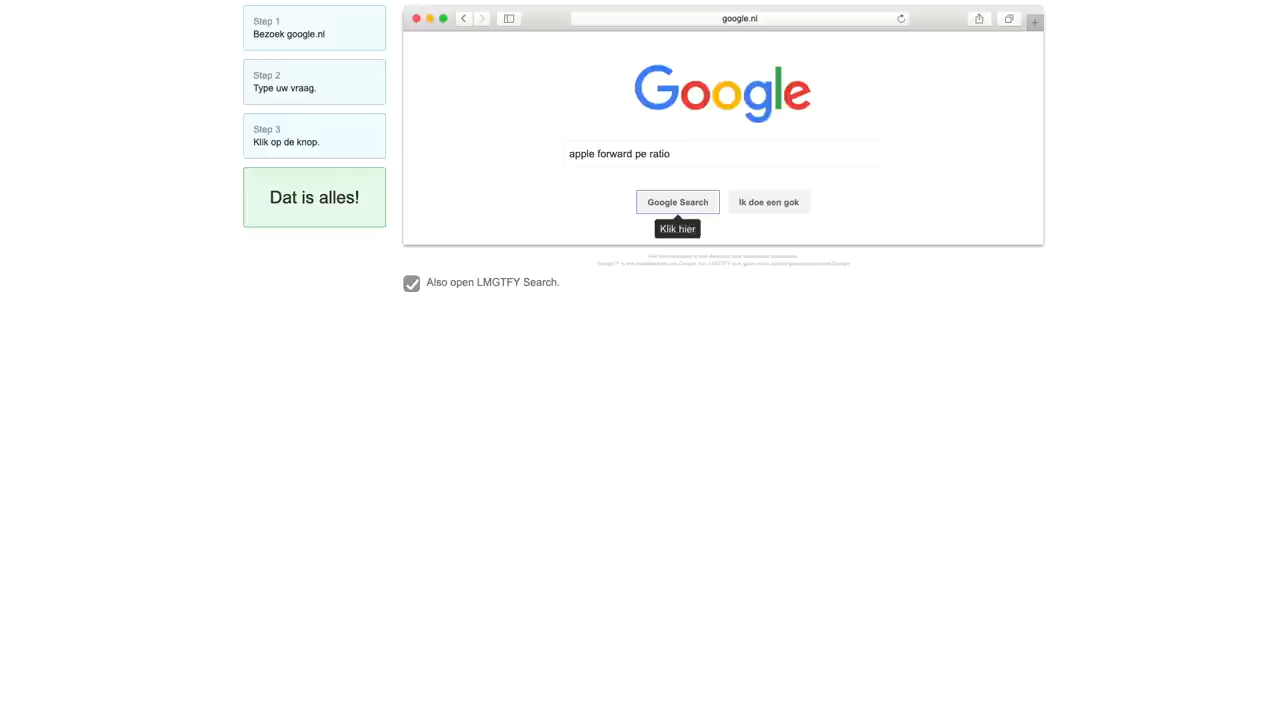 Step 1
Bezoek google.nl
Step 2
Type uw vraag.
Step 3
Klik op de knop.
Dat is alles!
google.nl
Google
apple forward pe ratio
Google Search
Ik doe een gok
Klik hier
Also open LMGTFY Search.